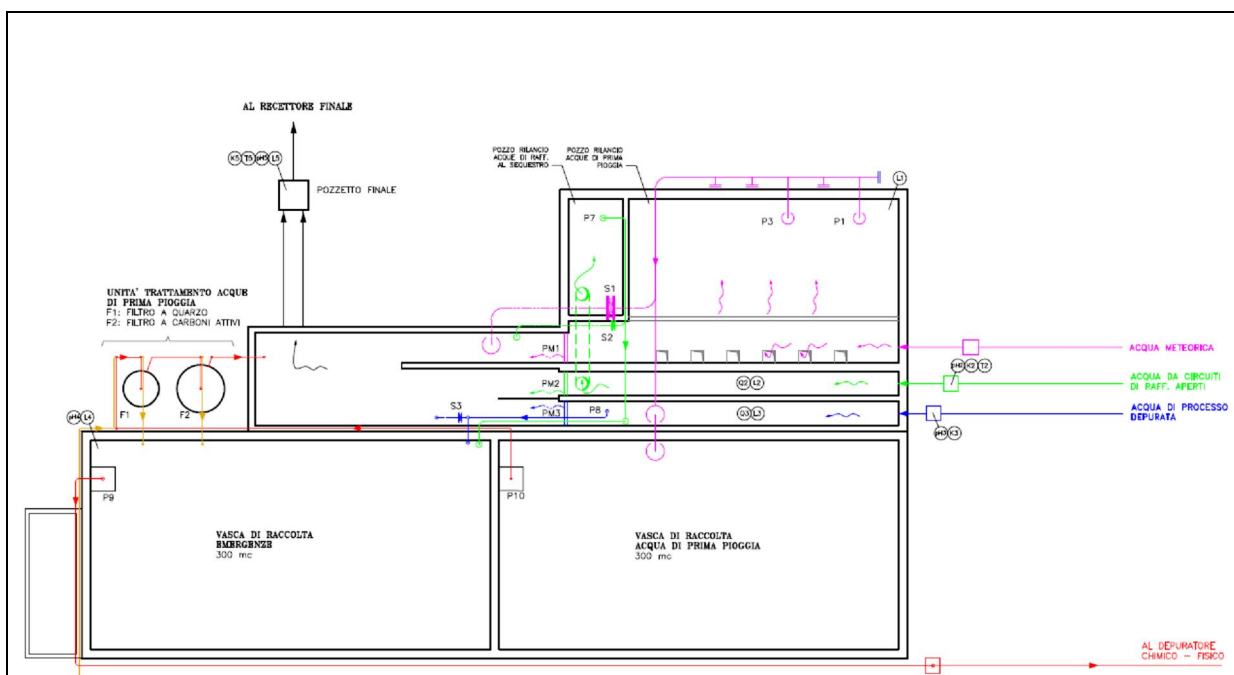 AL RECETTORE FINALE
POZZO RILANCIO
ACQUE DI RAFF.
AL SEQUESTRO
POZZO RILANCIO
ACQUE DI PRIMA
PIOGGIA
K5 T5 pH5 L5
POZZETTO FINALE
L1
P7
P3
P1
UNITA' TRATTAMENTO ACQUE
DI PRIMA PIOGGIA
F1: FILTRO A QUARZO
F2: FILTRO A CARBONI ATTIVI
S1
S2
PM1
ACQUA METEORICA
K2 T2
PM2
Q2 L2
ACQUA DA CIRCUITI
DI RAFF. APERTI
F1
F2
S3
P8
PM3
Q3 L3
ACQUA DI PROCESSO
DEPURATA
pH4 L4
pH3 K3
P9
P10
VASCA DI RACCOLTA
EMERGENZE
300 mc
VASCA DI RACCOLTA
ACQUA DI PRIMA PIOGGIA
300 mc
AL DEPURATORE
CHIMICO – FISICO